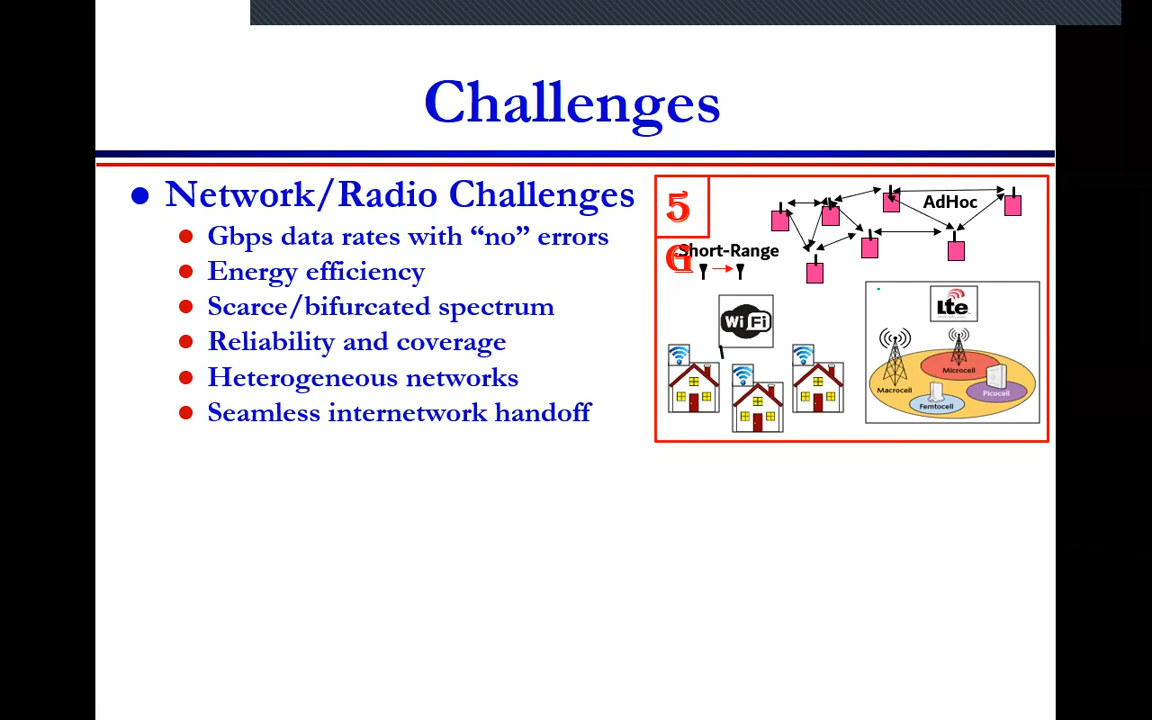 Challenges
● Network/Radio Challenges
● Gbps data rates with “no” errors
● Energy efficiency
● Scarce/bifurcated spectrum
● Reliability and coverage
● Heterogeneous networks
● Seamless internetwork handoff
5
G
AdHoc
Short-Range
WiFi
Lte
Macrocell
Microcell
Picocell
Femtocell